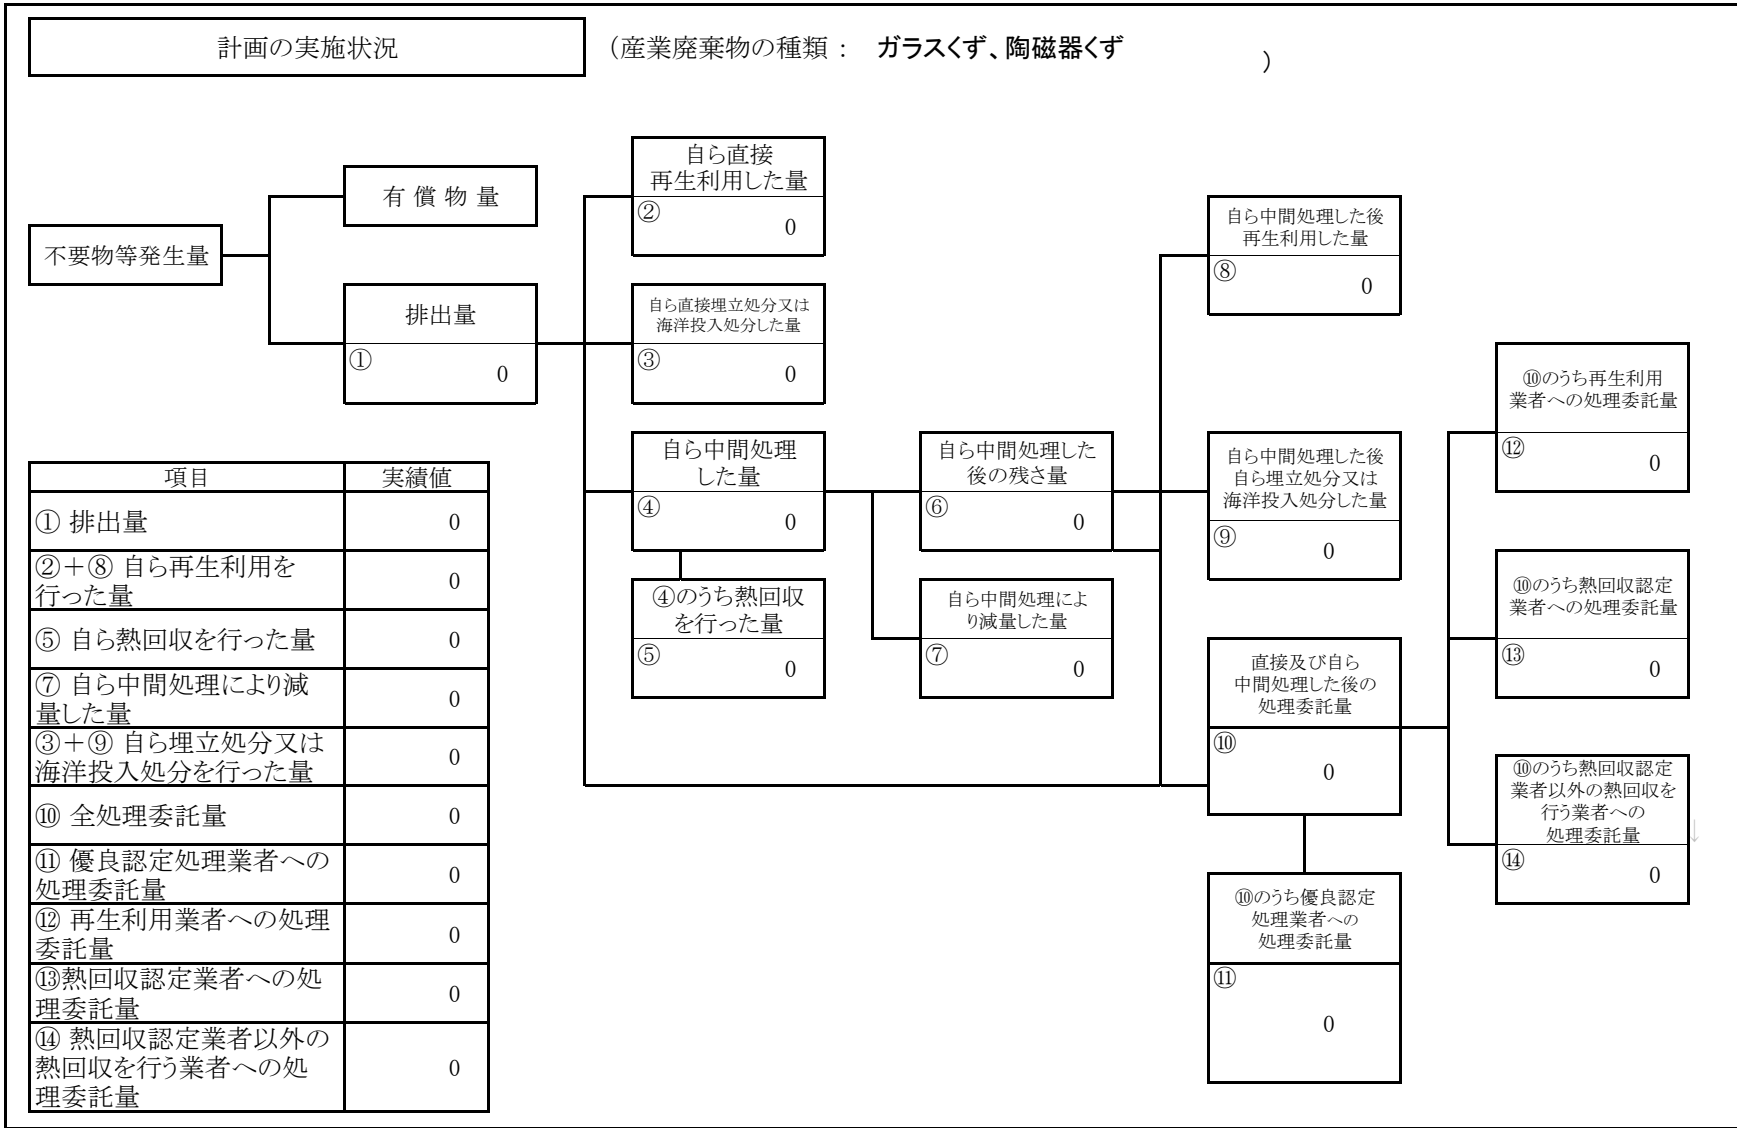 計画の実施状況
（産業廃棄物の種類： ガラスくず、陶磁器くず ）
不要物等発生量
有 償 物 量
排出量
① 0
自ら直接
再生利用した量
② 0
自ら直接埋立処分又は
海洋投入処分した量
③ 0
自ら中間処理
した量
④ 0
④のうち熱回収
を行った量
⑤ 0
自ら中間処理した
後の残さ量
⑥ 0
自ら中間処理によ
り減量した量
⑦ 0
自ら中間処理した後
再生利用した量
⑧ 0
自ら中間処理した後
自ら埋立処分又は
海洋投入処分した量
⑨ 0
直接及び自ら
中間処理した後の
処理委託量
⑩ 0
⑩のうち優良認定
処理業者への
処理委託量
⑪ 0
⑩のうち再生利用
業者への処理委託量
⑫ 0
⑩のうち熱回収認定
業者への処理委託量
⑬ 0
⑩のうち熱回収認定
業者以外の熱回収を
行う業者への
処理委託量
↓
⑭ 0
項目 実績値
① 排出量 0
②＋⑧ 自ら再生利用を
行った量 0
⑤ 自ら熱回収を行った量 0
⑦ 自ら中間処理により減
量した量 0
③＋⑨ 自ら埋立処分又は
海洋投入処分を行った量 0
⑩ 全処理委託量 0
⑪ 優良認定処理業者への
処理委託量 0
⑫ 再生利用業者への処理
委託量 0
⑬熱回収認定業者への処
理委託量 0
⑭ 熱回収認定業者以外の
熱回収を行う業者への処
理委託量 0